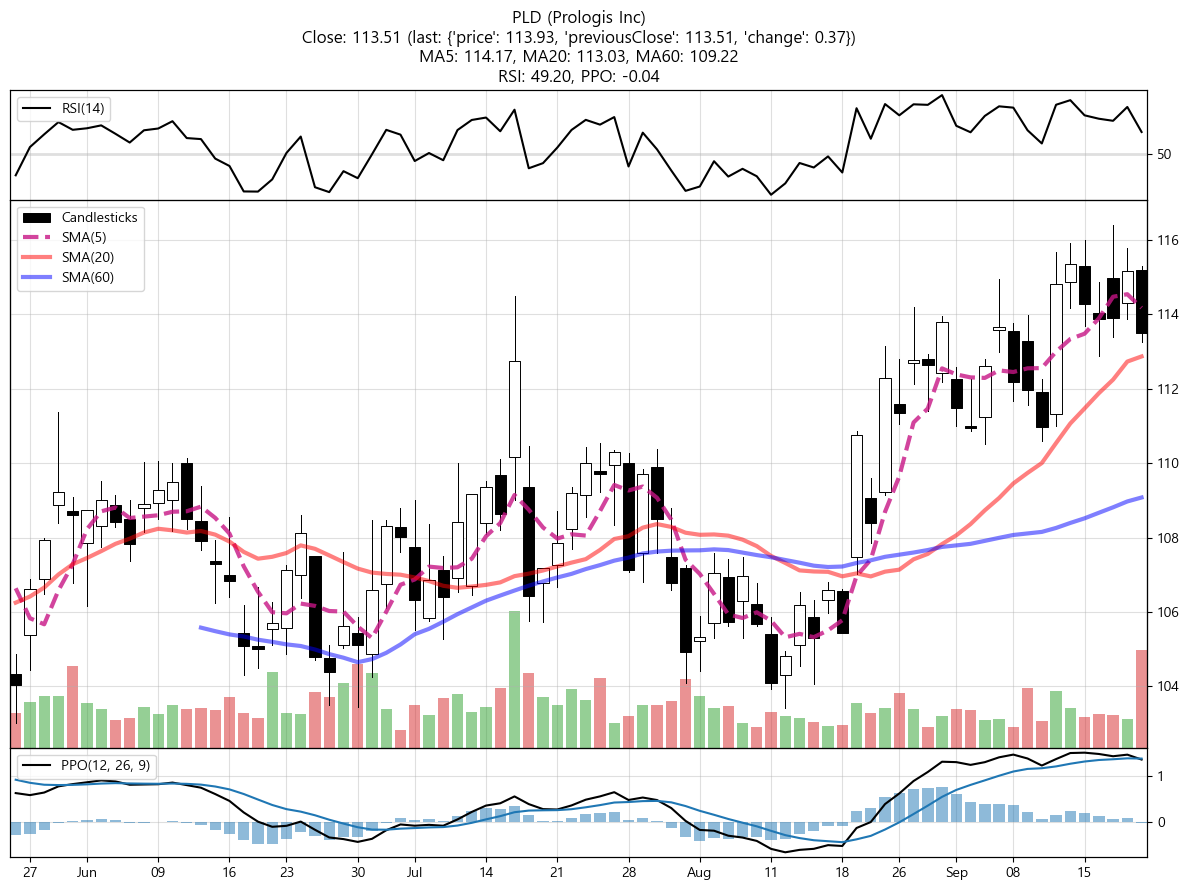 PLD (Prologis Inc)
Close: 113.51 (last: {'price': 113.93, 'previousClose': 113.51, 'change': 0.37})
MA5: 114.17, MA20: 113.03, MA60: 109.22
RSI: 49.20, PPO: -0.04
RSI(14)
50
Candlesticks
SMA(5)
SMA(20)
SMA(60)
116
114
112
110
108
106
104
PPO(12, 26, 9)
1
0
27 Jun 09 16 23 30 Jul 14 21 28 Aug 11 18 26 Sep 08 15